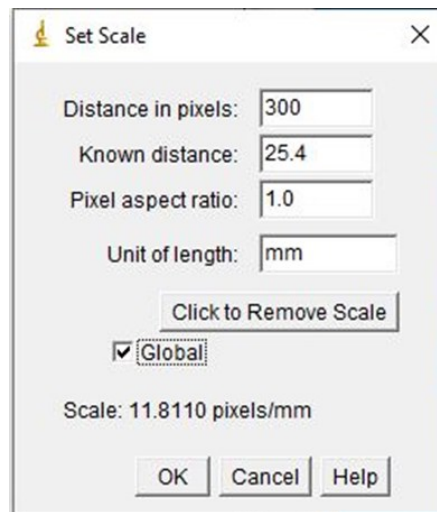 Set Scale
Distance in pixels: 300
Known distance: 25.4
Pixel aspect ratio: 1.0
Unit of length: mm
Click to Remove Scale
Global
Scale: 11.8110 pixels/mm
OK Cancel Help